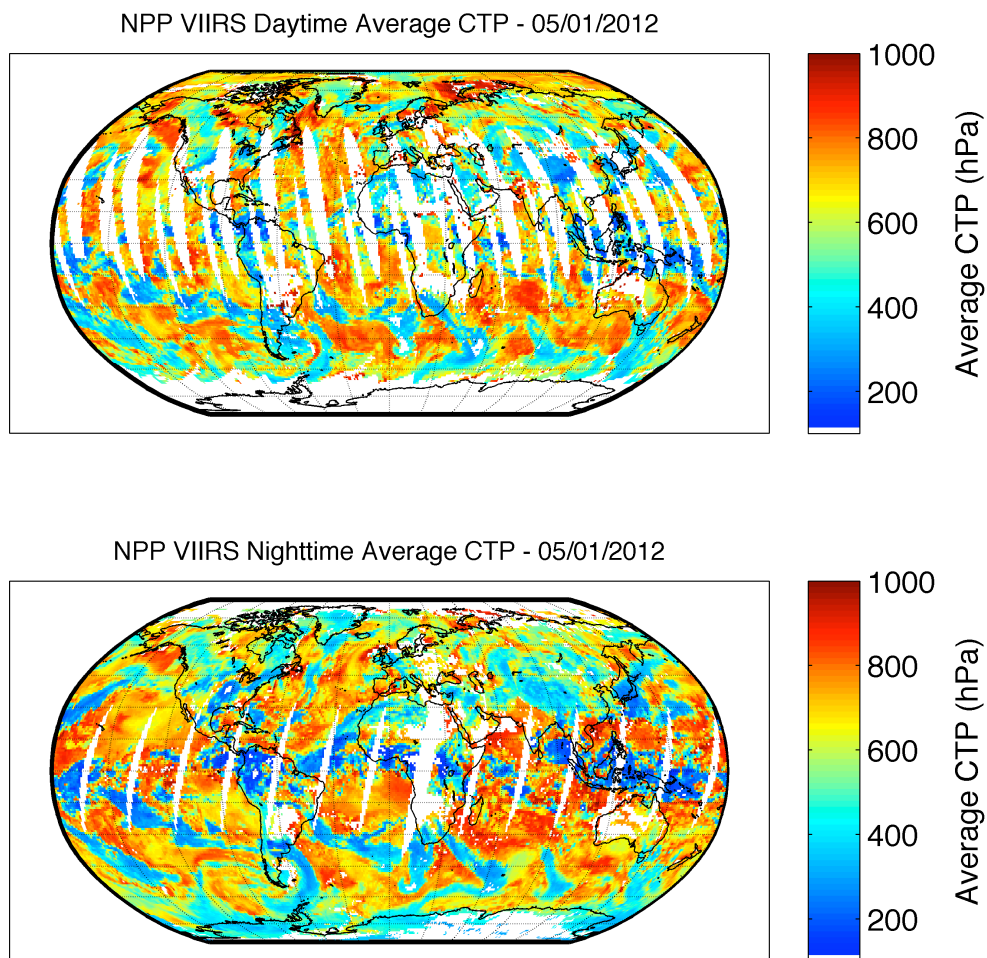 NPP VIIRS Daytime Average CTP - 05/01/2012
1000
800
600
400
200
Average CTP (hPa)
NPP VIIRS Nighttime Average CTP - 05/01/2012
1000
800
600
400
200
Average CTP (hPa)